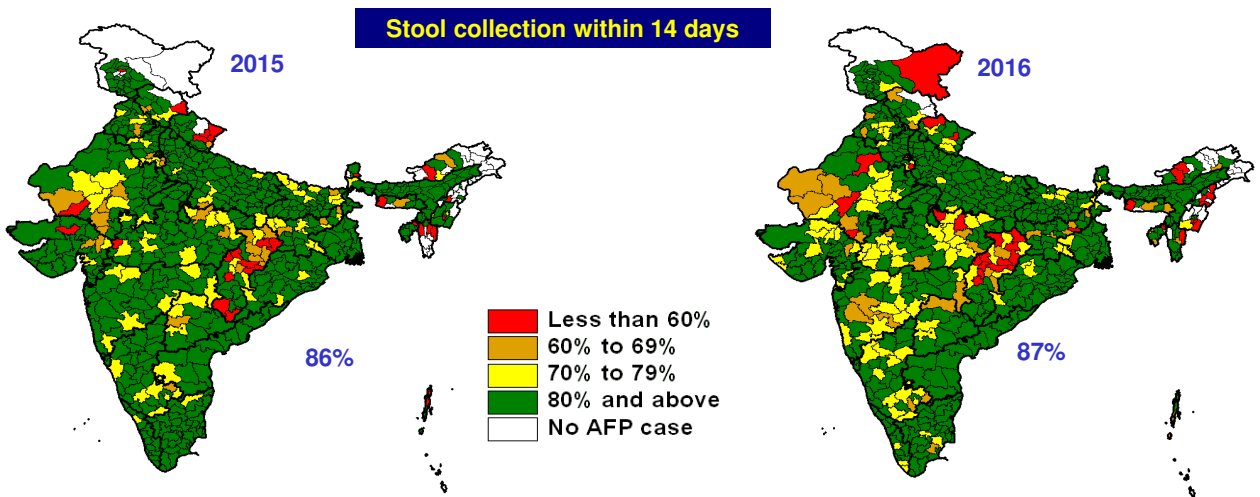 Stool collection within 14 days
2015
2016
86%
87%
Less than 60%
60% to 69%
70% to 79%
80% and above
No AFP case